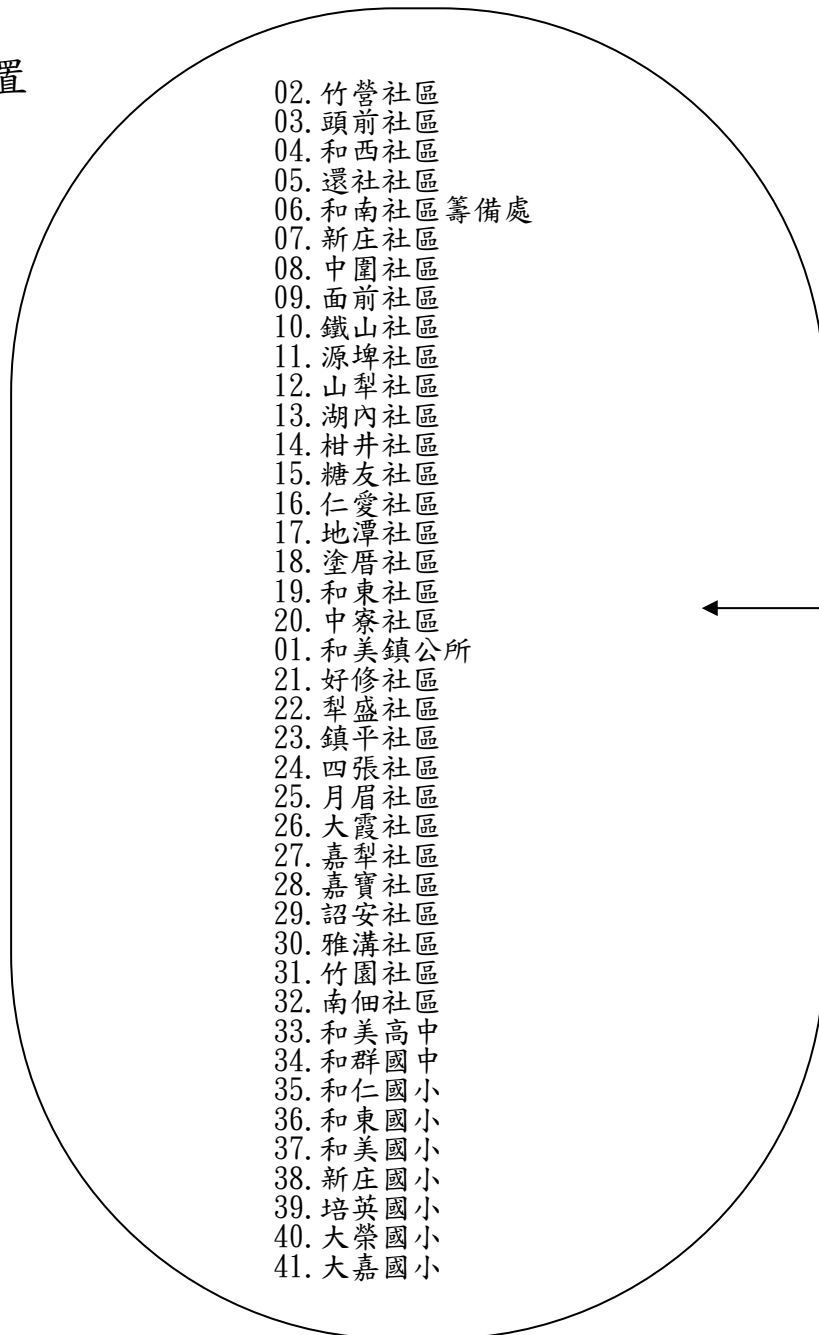 置
02.竹營社區
03.頭前社區
04.和西社區
05.還社社區
06.和南社區籌備處
07.新庄社區
08.中圍社區
09.面前社區
10.鐵山社區
11.源埤社區
12.山犁社區
13.湖內社區
14.柑井社區
15.糖友社區
16.仁愛社區
17.地潭社區
18.塗厝社區
19.和東社區
20.中寮社區
01.和美鎮公所
21.好修社區
22.犁盛社區
23.鎮平社區
24.四張社區
25.月眉社區
26.大霞社區
27.嘉犁社區
28.嘉寶社區
29.詔安社區
30.雅溝社區
31.竹園社區
32.南佃社區
33.和美高中
34.和群國中
35.和仁國小
36.和東國小
37.和美國小
38.新庄國小
39.培英國小
40.大榮國小
41.大嘉國小